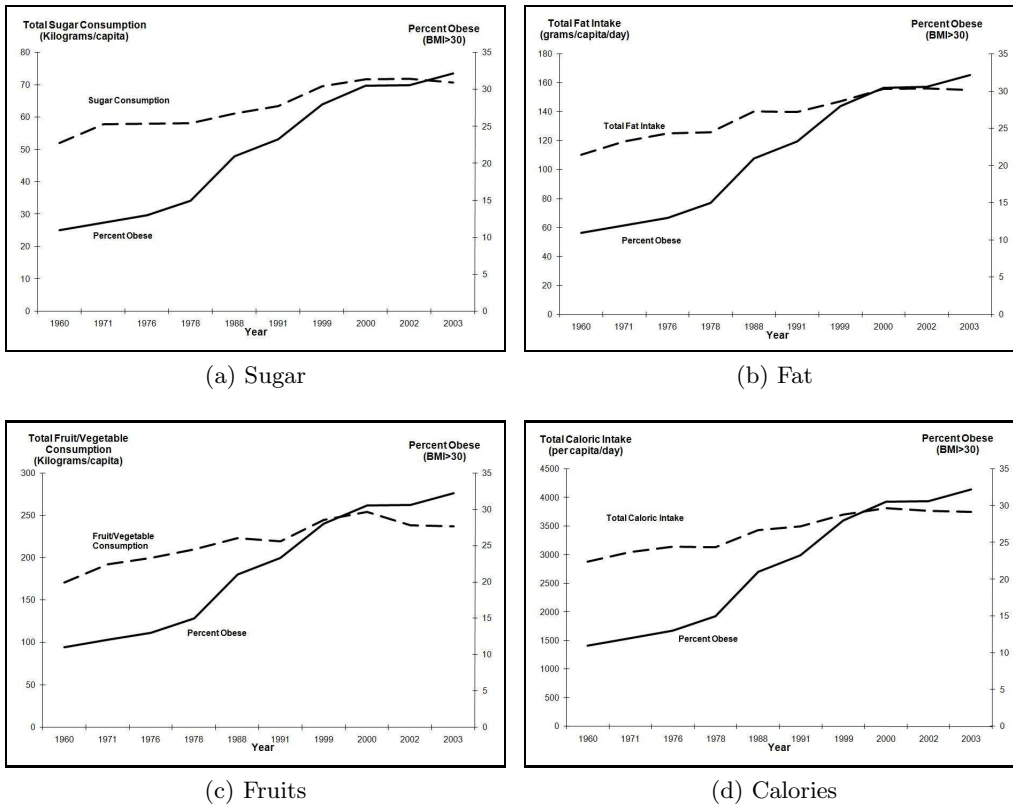 Total Sugar Consumption
(Kilograms/capita)
Percent Obese
(BMI>30)
80
70
60
50
40
30
20
10
0
35
30
25
20
15
10
5
0
Sugar Consumption
Percent Obese
1960 1971 1976 1978 1988 1991 1999 2000 2002 2003
Year
(a) Sugar
Total Fat Intake
(grams/capita/day)
Percent Obese
(BMI>30)
180
160
140
120
100
80
60
40
20
0
35
30
25
20
15
10
5
0
Total Fat Intake
Percent Obese
1960 1971 1976 1978 1988 1991 1999 2000 2002 2003
Year
(b) Fat
Total Fruit/Vegetable
Consumption
(Kilograms/capita)
Percent Obese
(BMI>30)
300
250
200
150
100
50
0
35
30
25
20
15
10
5
0
Fruit/Vegetable
Consumption
Percent Obese
1960 1971 1976 1978 1988 1991 1999 2000 2002 2003
Year
(c) Fruits
Total Caloric Intake
(per capita/day)
Percent Obese
(BMI>30)
4500
4000
3500
3000
2500
2000
1500
1000
500
0
35
30
25
20
15
10
5
0
Total Caloric Intake
Percent Obese
1960 1971 1976 1978 1988 1991 1999 2000 2002 2003
Year
(d) Calories